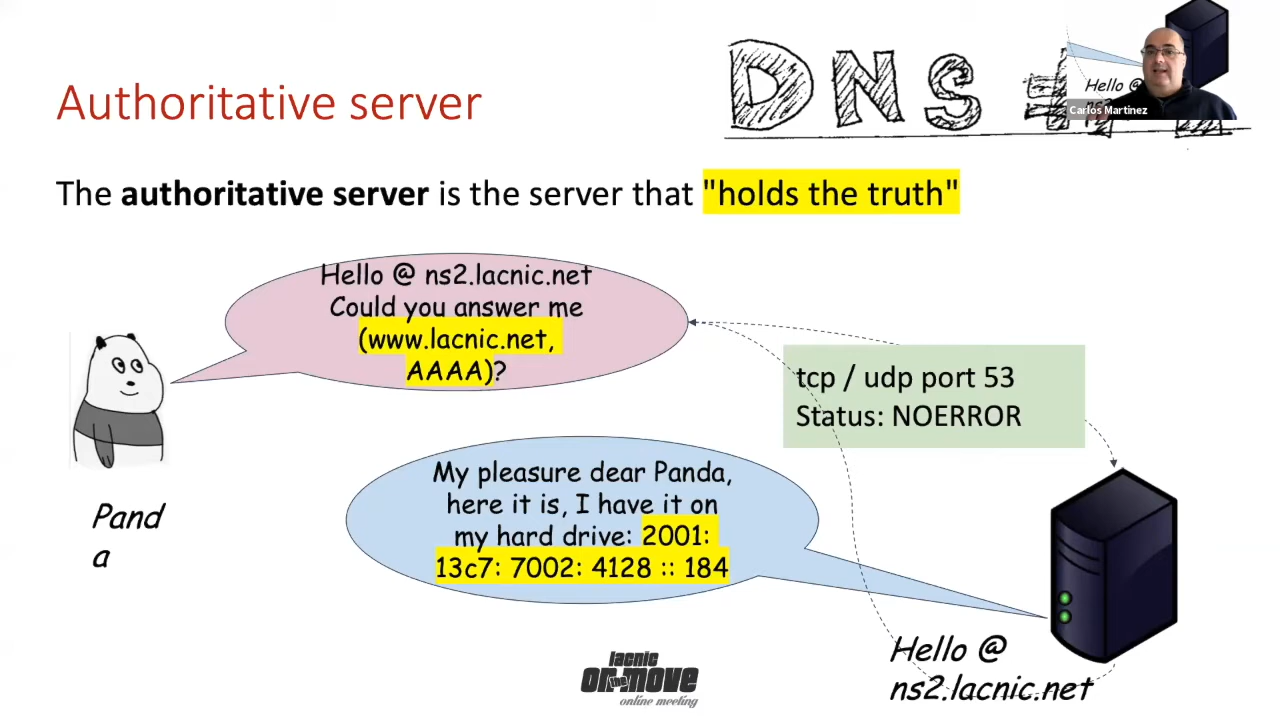 DNS
Hello @
Carlos Martinez
Authoritative server
The authoritative server is the server that "holds the truth"
Hello @ ns2.lacnic.net
Could you answer me
(www.lacnic.net,
AAAA)?
tcp / udp port 53
Status: NOERROR
My pleasure dear Panda,
here it is, I have it on
my hard drive: 2001:
13c7: 7002: 4128 :: 184
Pand
a
Hello @
ns2.lacnic.net
lacnic
on the move
online meeting